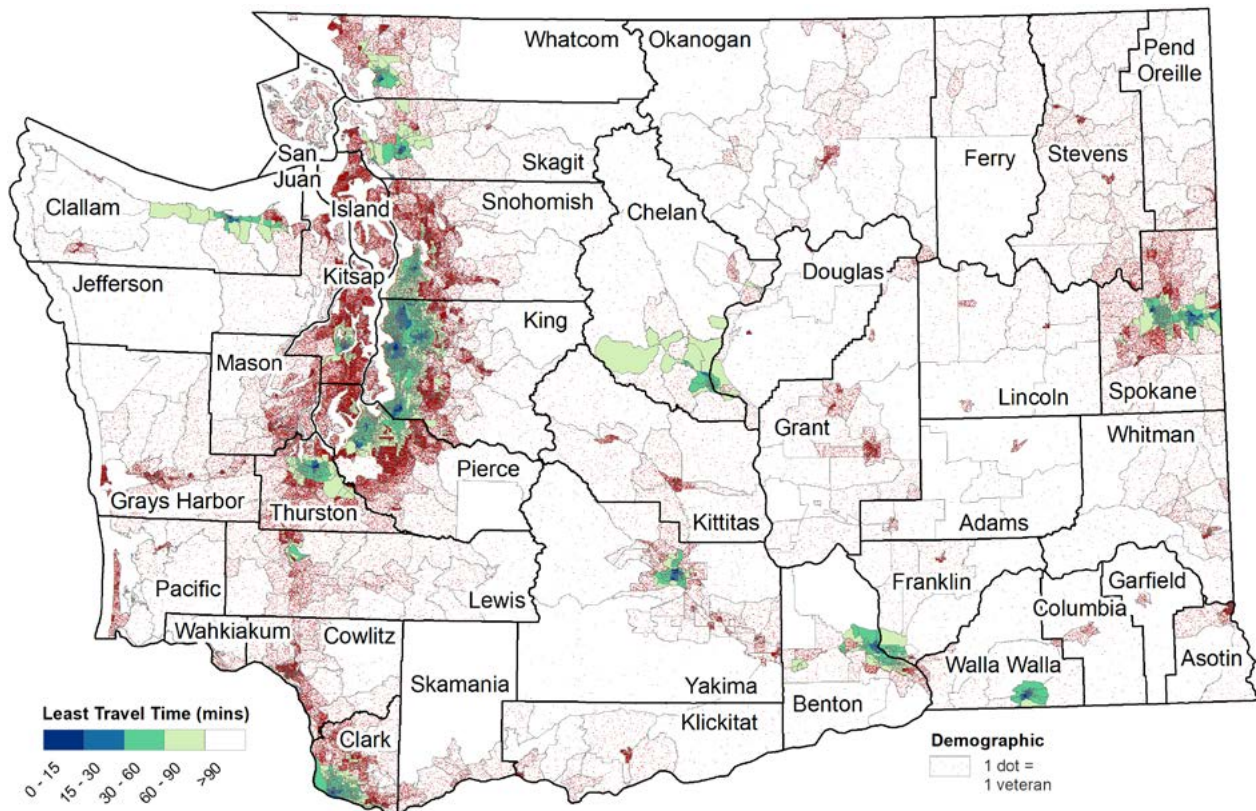 Whatcom
Okanogan
Pend
Oreille
San
Juan
Skagit
Ferry
Stevens
Clallam
Island
Snohomish
Chelan
Douglas
Jefferson
Kitsap
King
Mason
Lincoln
Spokane
Grant
Whitman
Grays Harbor
Thurston
Pierce
Kittitas
Adams
Pacific
Lewis
Franklin
Garfield
Columbia
Wahkiakum
Cowlitz
Skamania
Yakima
Benton
Walla Walla
Asotin
Klickitat
Clark
Least Travel Time (mins)
0 - 15
15 - 30
30 - 60
60 - 90
>90
Demographic
1 dot =
1 veteran